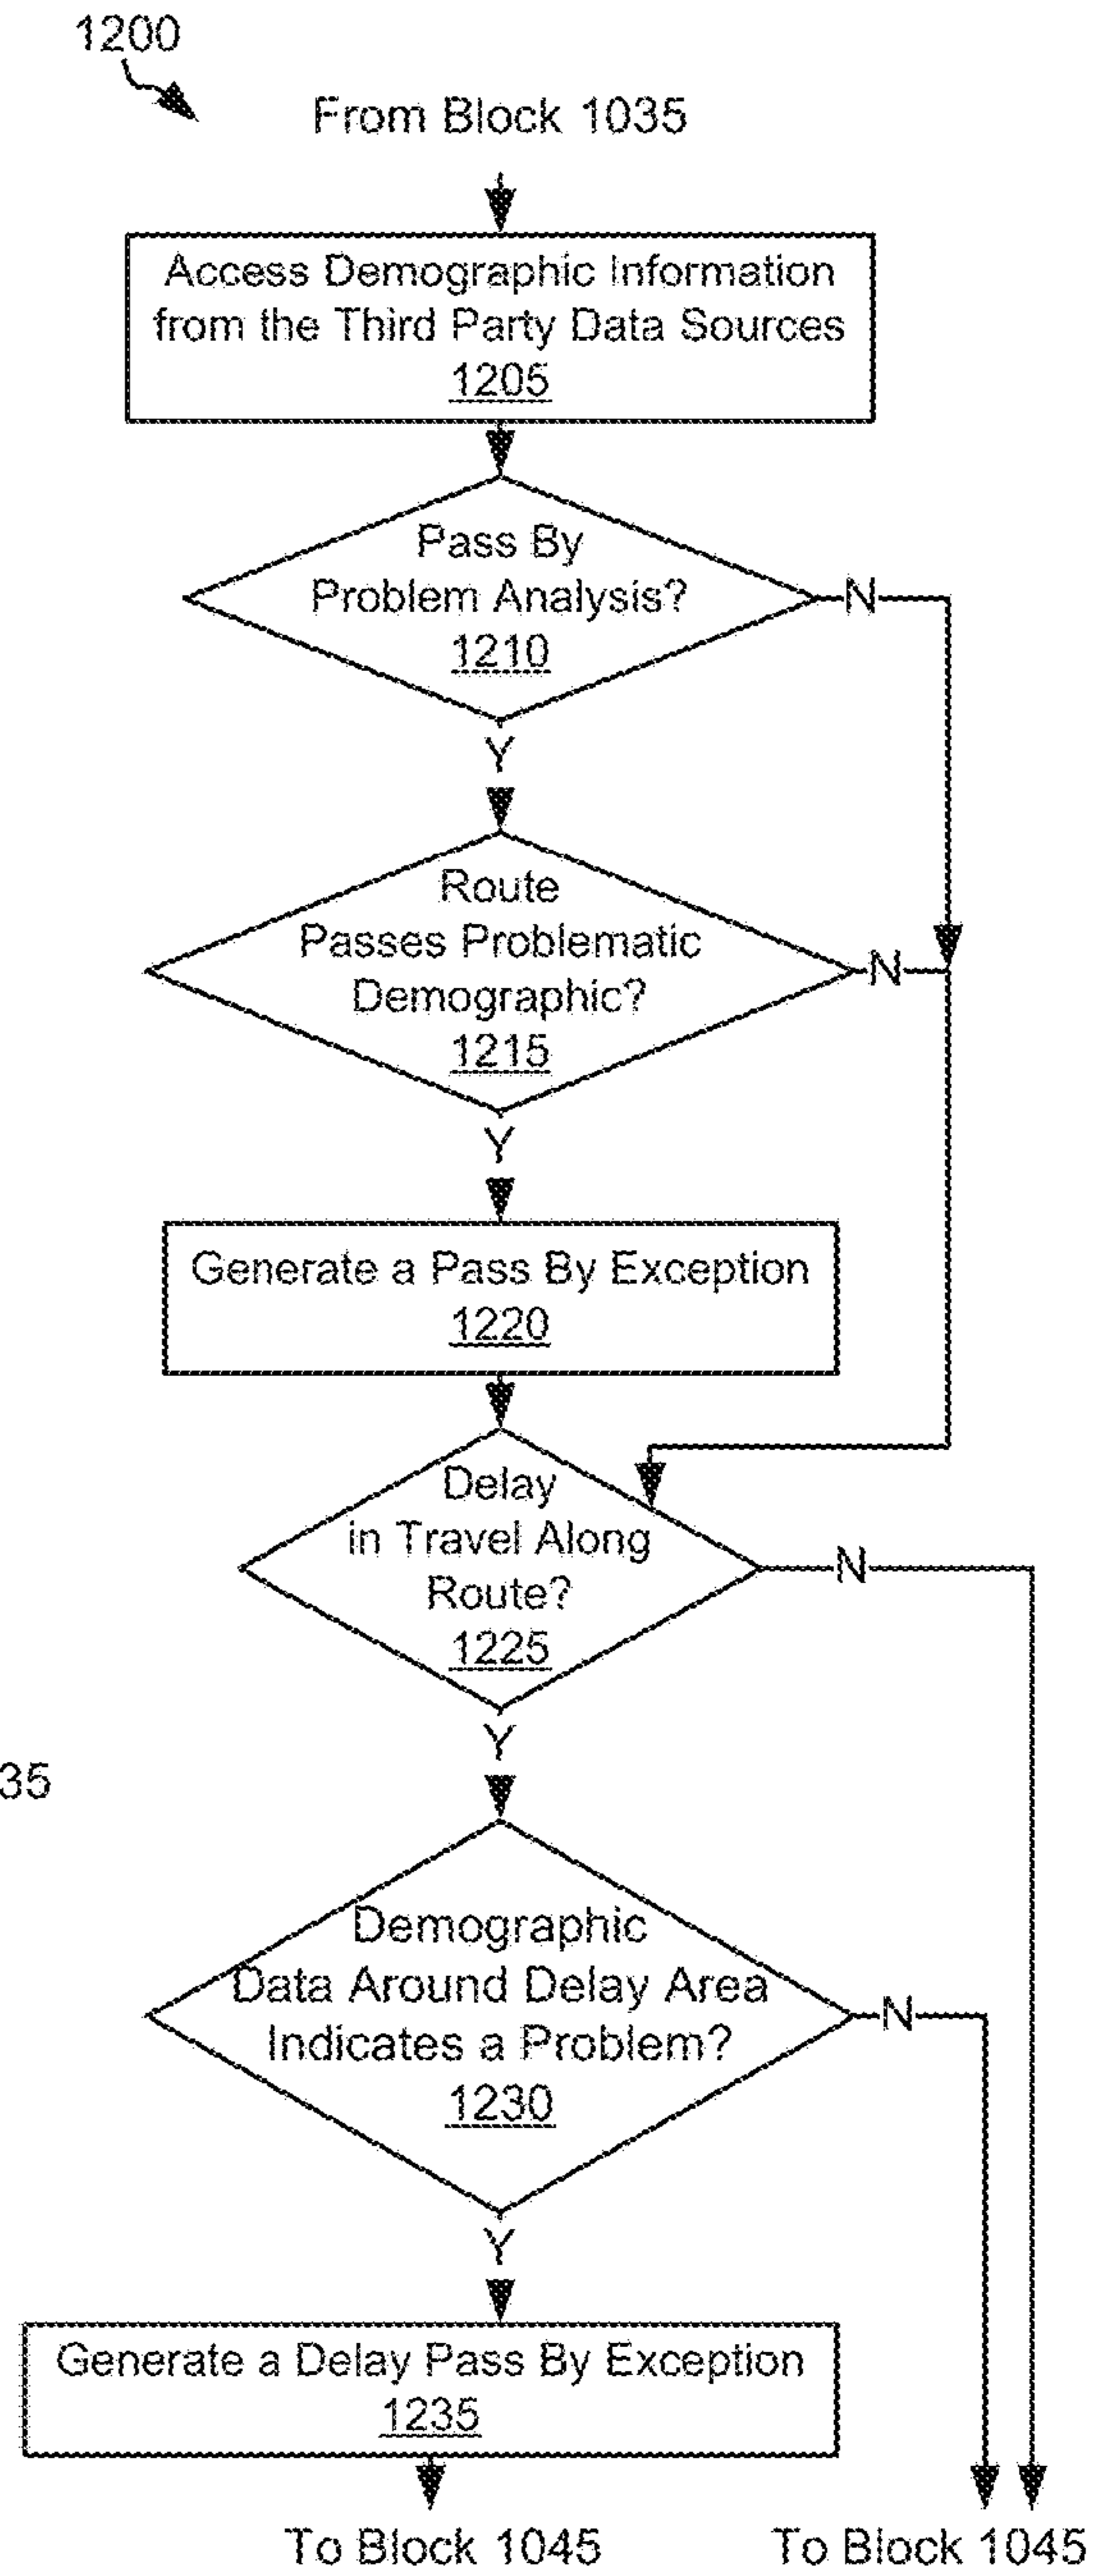 1200
From Block 1035
Access Demographic Information
from the Third Party Data Sources
1205
Pass By
Problem Analysis?
1210
N
Y
Route
Passes Problematic
Demographic?
1215
N
Y
Generate a Pass By Exception
1220
Delay
in Travel Along
Route?
1225
N
Y
35
Demographic
Data Around Delay Area
Indicates a Problem?
1230
N
Y
Generate a Delay Pass By Exception
1235
To Block 1045
To Block 1045